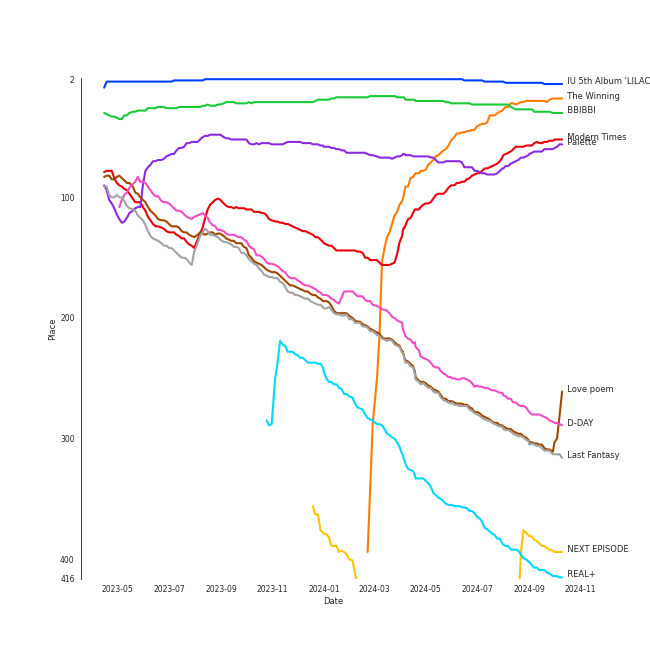 2
IU 5th Album 'LILAC
The Winning
BBIBBI
Modern Times
Palette
100
200
Place
Love poem
D-DAY
300
Last Fantasy
NEXT EPISODE
400
REAL+
416
2023-05 2023-07 2023-09 2023-11 2024-01 2024-03 2024-05 2024-07 2024-09 2024-11
Date